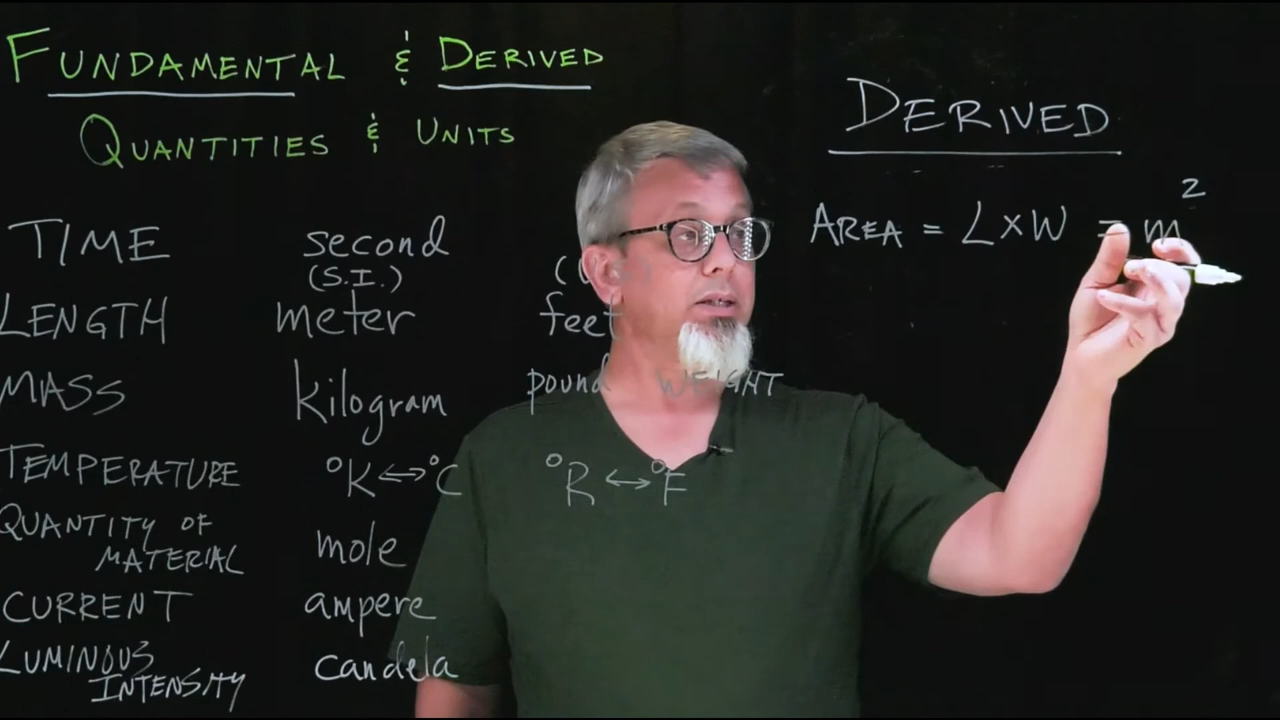 FUNDAMENTAL & DERIVED
QUANTITIES & UNITS
DERIVED
AREA = L × W = m²
TIME second
(S.I.)
LENGTH meter feet
MASS kilogram pound WEIGHT
TEMPERATURE °K ↔ °C °R ↔ °F
QUANTITY OF
MATERIAL mole
CURRENT ampere
LUMINOUS
INTENSITY candela